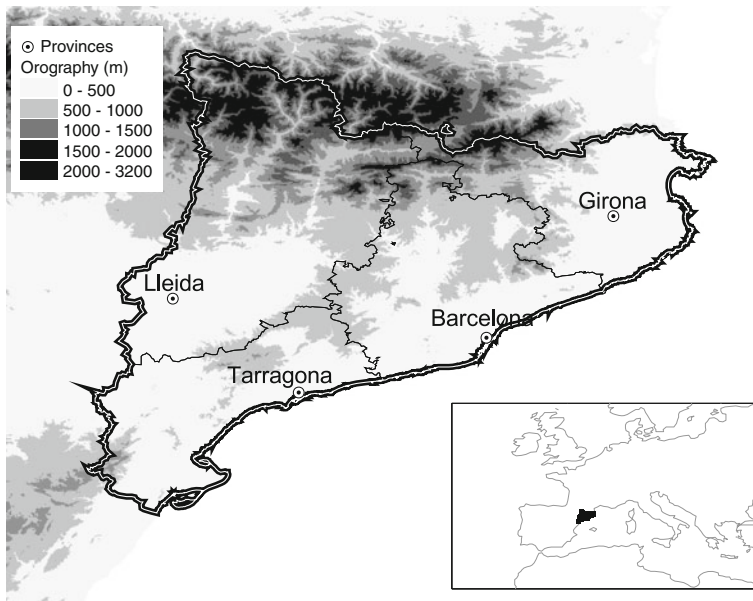 Provinces
Orography (m)
0 - 500
500 - 1000
1000 - 1500
1500 - 2000
2000 - 3200
Girona
Lleida
Barcelona
Tarragona